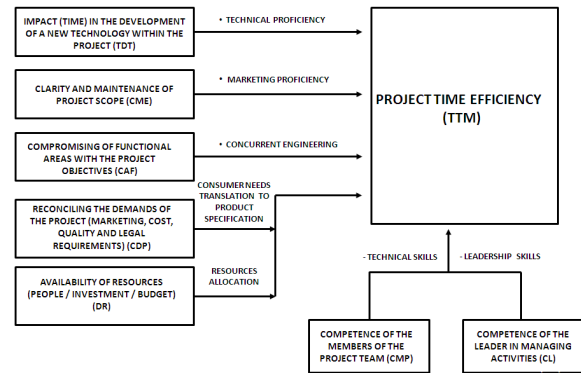 IMPACT (TIME) IN THE DEVELOPMENT
OF A NEW TECHNOLOGY WITHIN THE
PROJECT (TDT)
• TECHNICAL PROFICIENCY
CLARITY AND MAINTENANCE OF
PROJECT SCOPE (CME)
• MARKETING PROFICIENCY
PROJECT TIME EFFICIENCY
(TTM)
COMPROMISING OF FUNCTIONAL
AREAS WITH THE PROJECT
OBJECTIVES (CAF)
• CONCURRENT ENGINEERING
CONSUMER NEEDS
TRANSLATION TO
PRODUCT
SPECIFICATION
RECONCILING THE DEMANDS OF
THE PROJECT (MARKETING, COST,
QUALITY AND LEGAL
REQUIREMENTS) (CDP)
RESOURCES
ALLOCATION
AVAILABILITY OF RESOURCES
(PEOPLE / INVESTMENT / BUDGET)
(DR)
- TECHNICAL SKILLS
- LEADERSHIP SKILLS
COMPETENCE OF THE
MEMBERS OF THE
PROJECT TEAM (CMP)
COMPETENCE OF THE
LEADER IN MANAGING
ACTIVITIES (CL)